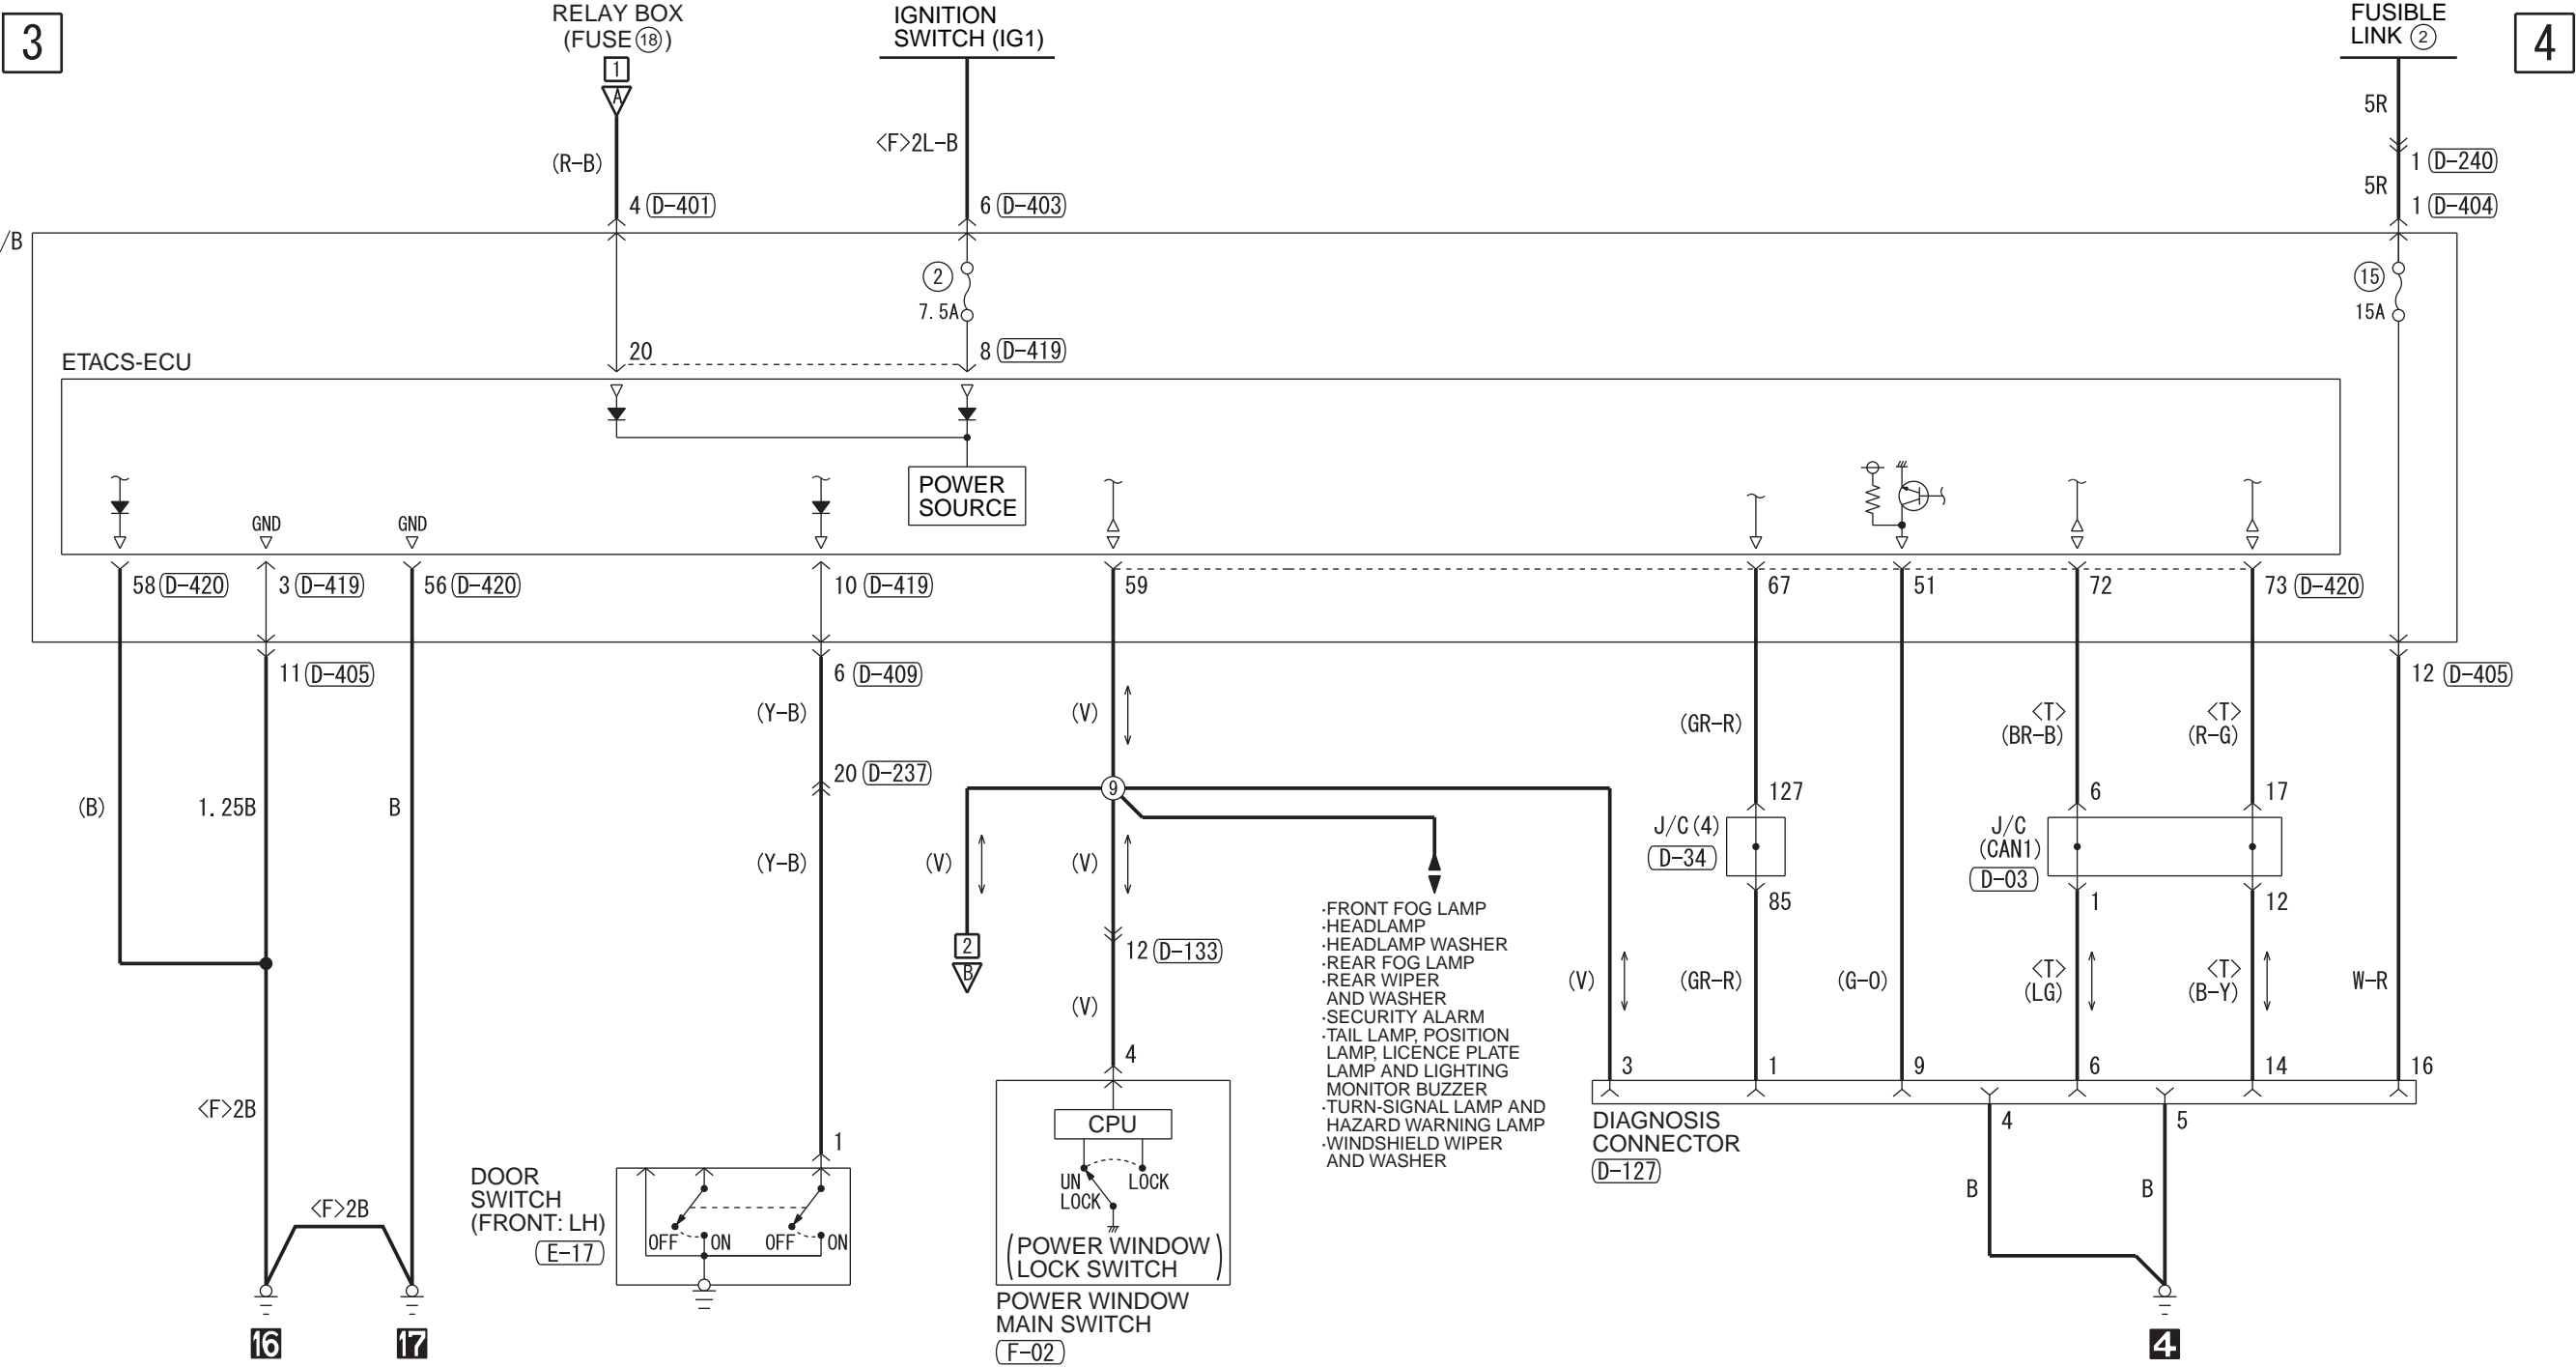 3
RELAY BOX
(FUSE 18)
IGNITION
SWITCH (IG1)
FUSIBLE
LINK 2
4
1
A
5R
<F>2L-B
(R-B)
1 (D-240)
5R
4 (D-401)
6 (D-403)
1 (D-404)
/B
2
7.5A
15
15A
20
8 (D-419)
ETACS-ECU
POWER
SOURCE
GND
GND
58 (D-420)
3 (D-419)
56 (D-420)
10 (D-419)
59
67
51
72
73 (D-420)
11 (D-405)
6 (D-409)
12 (D-405)
(Y-B)
(V)
(GR-R)
<T>
(BR-B)
<T>
(R-G)
20 (D-237)
9
127
6
17
(B)
1.25B
B
J/C (4)
(D-34)
J/C
(CAN1)
(D-03)
(Y-B)
(V)
(V)
85
1
12
2
B
12 (D-133)
·FRONT FOG LAMP
·HEADLAMP
·HEADLAMP WASHER
·REAR FOG LAMP
·REAR WIPER
AND WASHER
·SECURITY ALARM
·TAIL LAMP, POSITION
LAMP, LICENCE PLATE
LAMP AND LIGHTING
MONITOR BUZZER
·TURN-SIGNAL LAMP AND
HAZARD WARNING LAMP
·WINDSHIELD WIPER
AND WASHER
(V)
(GR-R)
(G-O)
<T>
(LG)
<T>
(B-Y)
W-R
(V)
4
3
1
9
6
14
16
<F>2B
CPU
UN
LOCK
LOCK
(POWER WINDOW
LOCK SWITCH)
POWER WINDOW
MAIN SWITCH
(F-02)
DIAGNOSIS
CONNECTOR
(D-127)
4
5
B
B
1
DOOR
SWITCH
(FRONT: LH)
(E-17)
OFF
ON
OFF
ON
<F>2B
16
17
4